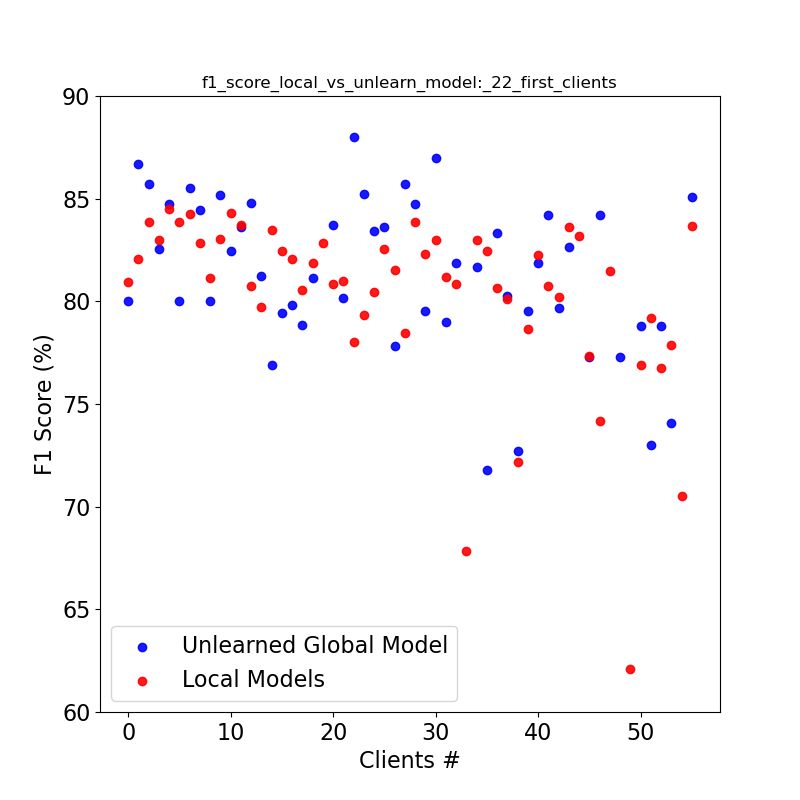 f1_score_local_vs_unlearn_model:_22_first_clients
90
85
80
75
70
65
60
F1 Score (%)
Unlearned Global Model
Local Models
0 10 20 30 40 50
Clients #